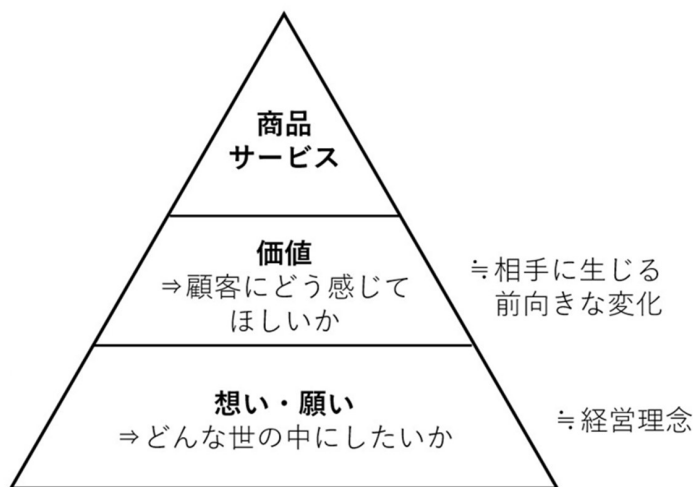 商品
サービス
価値
⇒顧客にどう感じて
ほしいか
≒相手に生じる
前向きな変化
想い・願い
⇒どんな世の中にしたいか
≒経営理念